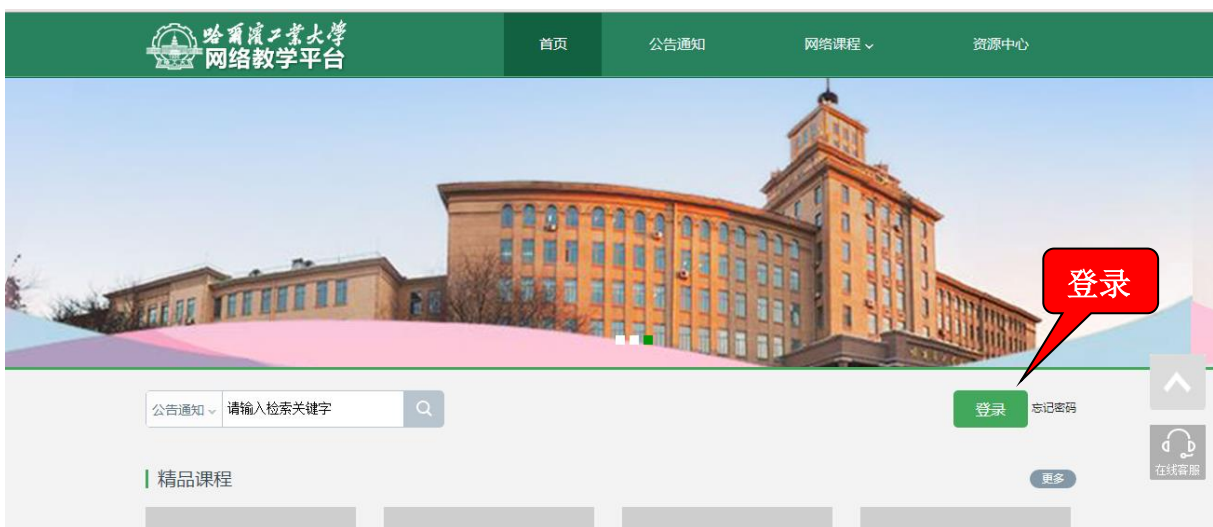 哈爾濱工業大學
网络教学平台
首页 公告通知 网络课程 资源中心
登录
公告通知 请输入检索关键字 登录 忘记密码
在线客服
精品课程 更多